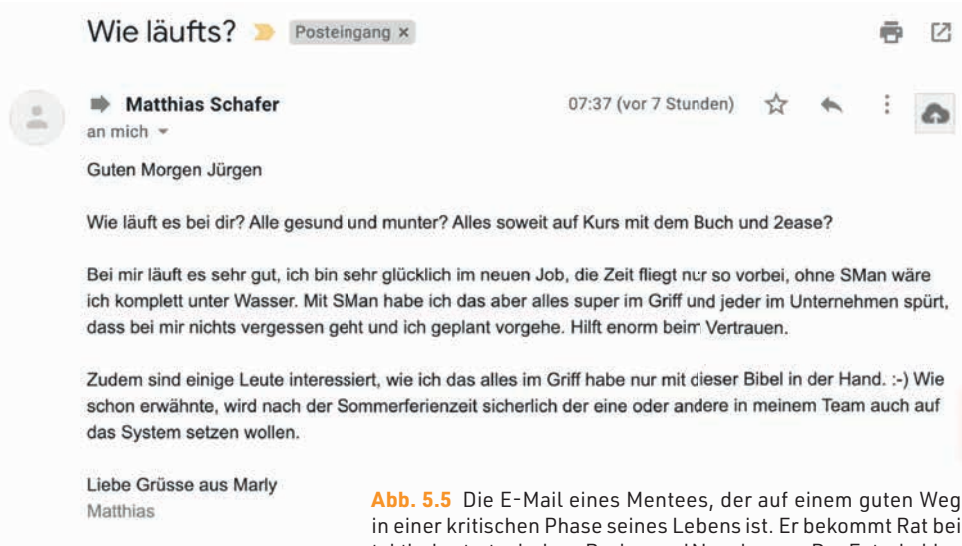 Wie läufts? Posteingang ×
Matthias Schafer 07:37 (vor 7 Stunden)
an mich
Guten Morgen Jürgen
Wie läuft es bei dir? Alle gesund und munter? Alles soweit auf Kurs mit dem Buch und 2ease?
Bei mir läuft es sehr gut, ich bin sehr glücklich im neuen Job, die Zeit fliegt nur so vorbei, ohne SMan wäre
ich komplett unter Wasser. Mit SMan habe ich das aber alles super im Griff und jeder im Unternehmen spürt,
dass bei mir nichts vergessen geht und ich geplant vorgehe. Hilft enorm beim Vertrauen.
Zudem sind einige Leute interessiert, wie ich das alles im Griff habe nur mit dieser Bibel in der Hand. :-) Wie
schon erwähnte, wird nach der Sommerferienzeit sicherlich der eine oder andere in meinem Team auch auf
das System setzen wollen.
Liebe Grüsse aus Marly
Matthias
Abb. 5.5 Die E-Mail eines Mentees, der auf einem guten Weg
in einer kritischen Phase seines Lebens ist. Er bekommt Rat bei